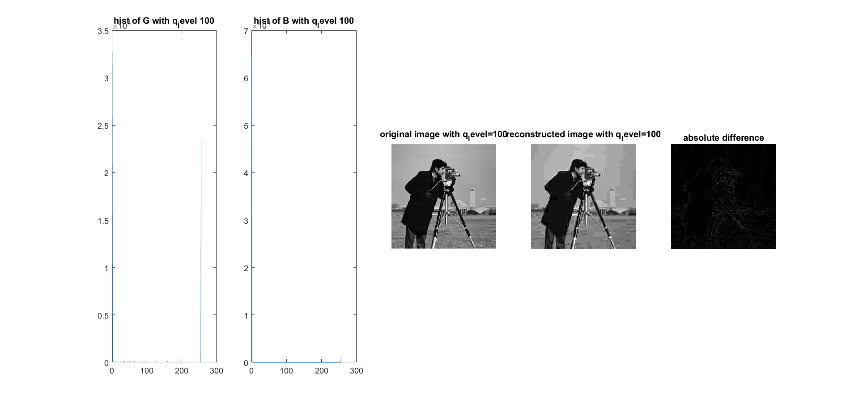 hist of G with q_level 100
×10
3.5
3
2.5
2
1.5
1
0.5
0
0 100 200 300
hist of B with q_level 100
×10
7
6
5
4
3
2
1
0
0 100 200 300
original image with q_level=100
reconstructed image with q_level=100
absolute difference